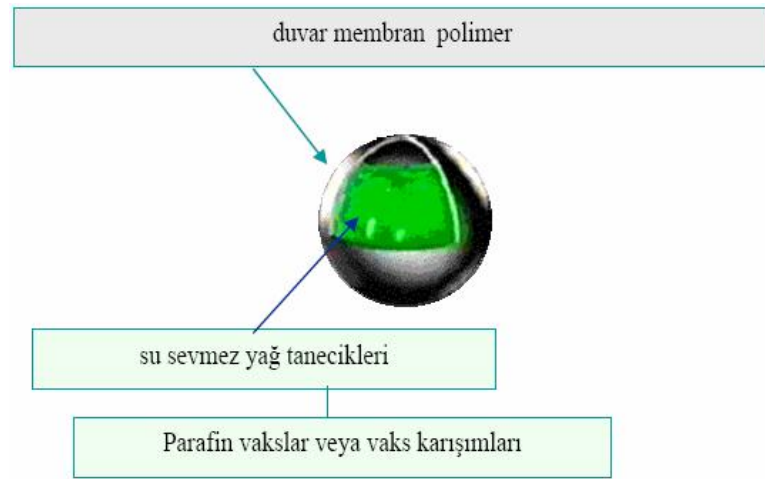 duvar membran polimer
su sevmez yağ tanecikleri
Parafin vakslar veya vaks karışımları